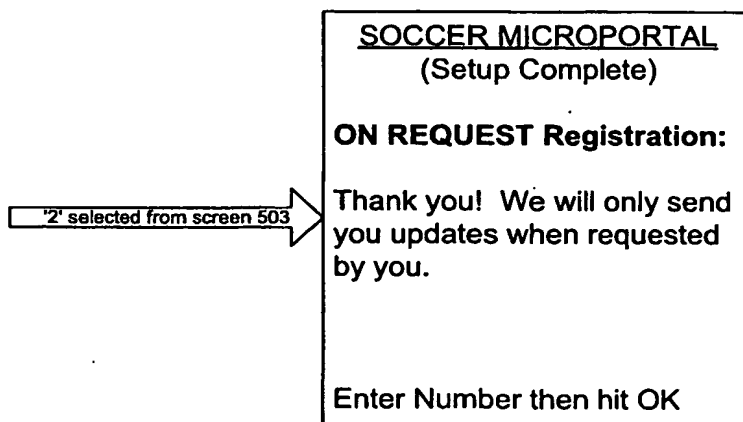 SOCCER MICROPORTAL
(Setup Complete)
ON REQUEST Registration:
'2' selected from screen 503
Thank you! We will only send
you updates when requested
by you.
Enter Number then hit OK